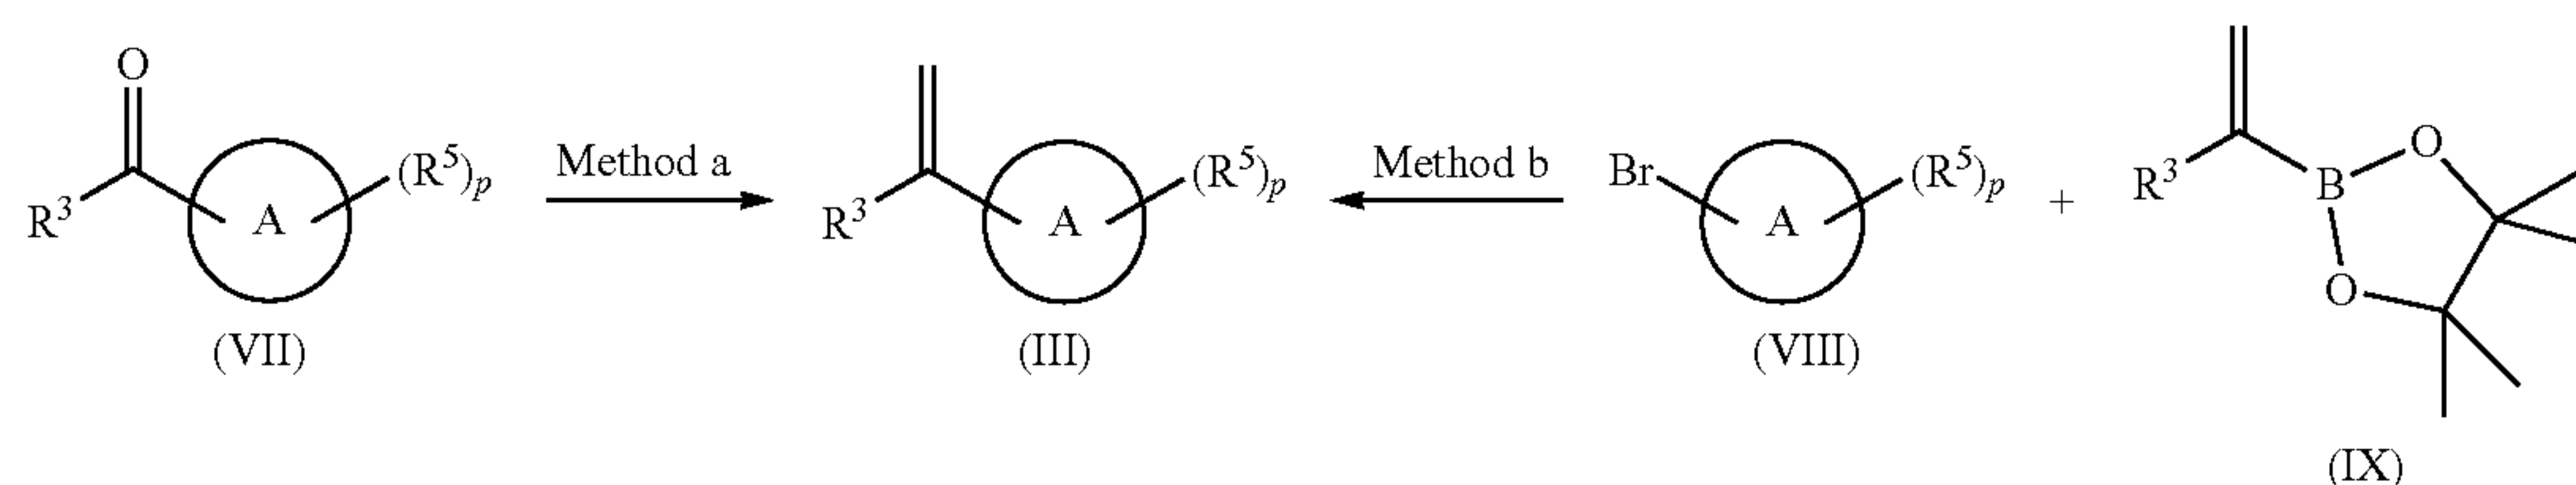 O
R³ A (R⁵)ₚ
(VII)
Method a
R³ A (R⁵)ₚ
(III)
Method b
Br A (R⁵)ₚ
(VIII)
+
R³ B O O
(IX)